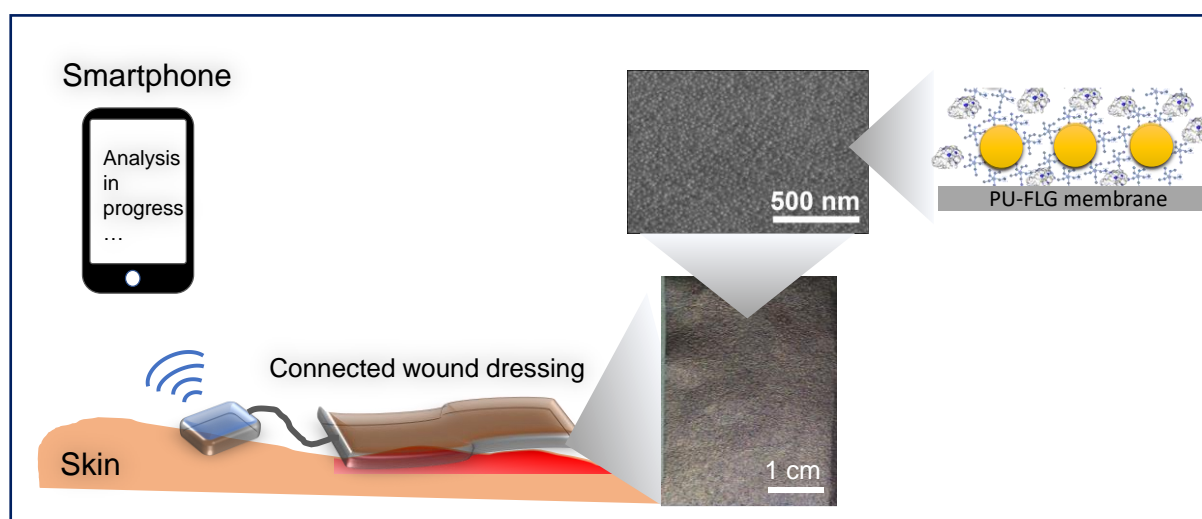 Smartphone
Analysis
in
progress
…
500 nm
PU-FLG membrane
Connected wound dressing
Skin
1 cm